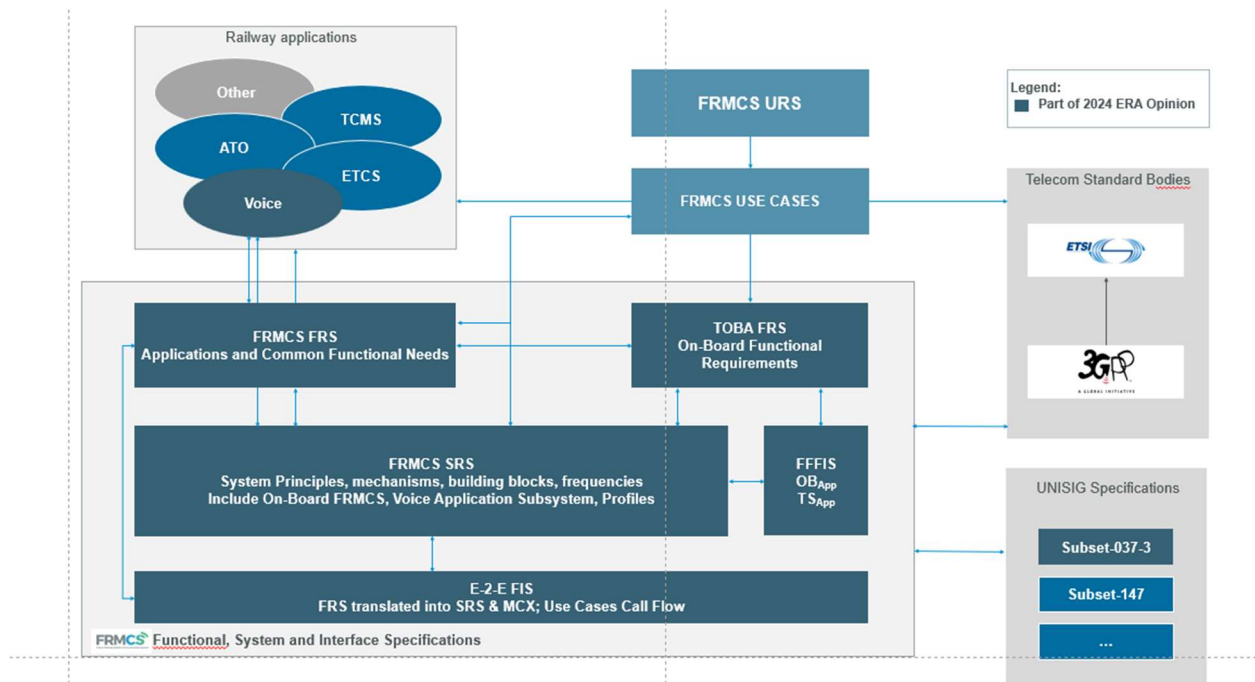 Railway applications
Other
TCMS
ATO
ETCS
Voice
FRMCS URS
FRMCS USE CASES
Legend:
Part of 2024 ERA Opinion
Telecom Standard Bodies
ETSI
3GPP
A GLOBAL INITIATIVE
FRMCS FRS
Applications and Common Functional Needs
TOBA FRS
On-Board Functional
Requirements
FRMCS SRS
System Principles, mechanisms, building blocks, frequencies
Include On-Board FRMCS, Voice Application Subsystem, Profiles
FFFIS
OBApp
TSApp
E-2-E FIS
FRS translated into SRS & MCX; Use Cases Call Flow
FRMCS Functional, System and Interface Specifications
UNISIG Specifications
Subset-037-3
Subset-147
...